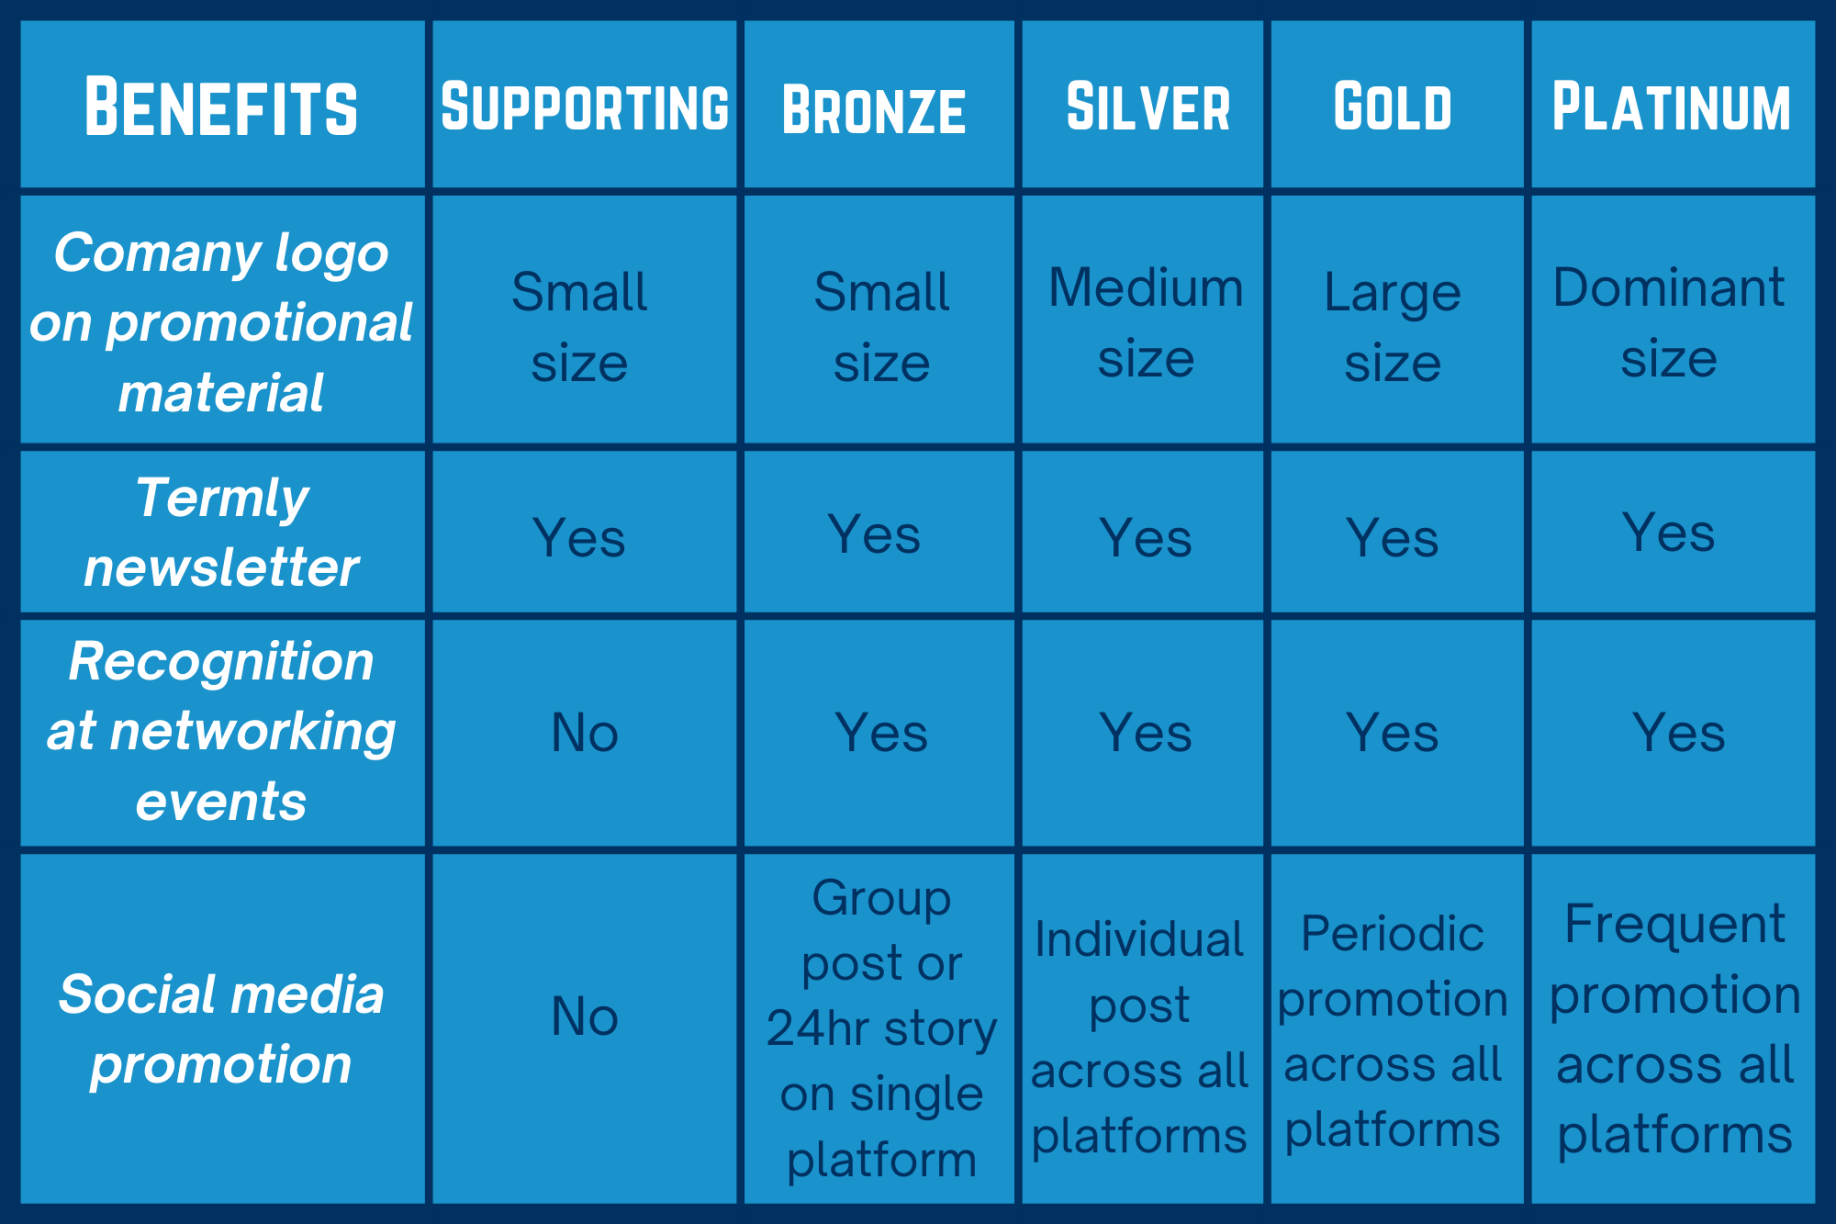 BENEFITS
SUPPORTING
BRONZE
SILVER
GOLD
PLATINUM
Comany logo
on promotional
material
Small
size
Small
size
Medium
size
Large
size
Dominant
size
Termly
newsletter
Yes
Yes
Yes
Yes
Yes
Recognition
at networking
events
No
Yes
Yes
Yes
Yes
Social media
promotion
No
Group
post or
24hr story
on single
platform
Individual
post
across all
platforms
Periodic
promotion
across all
platforms
Frequent
promotion
across all
platforms